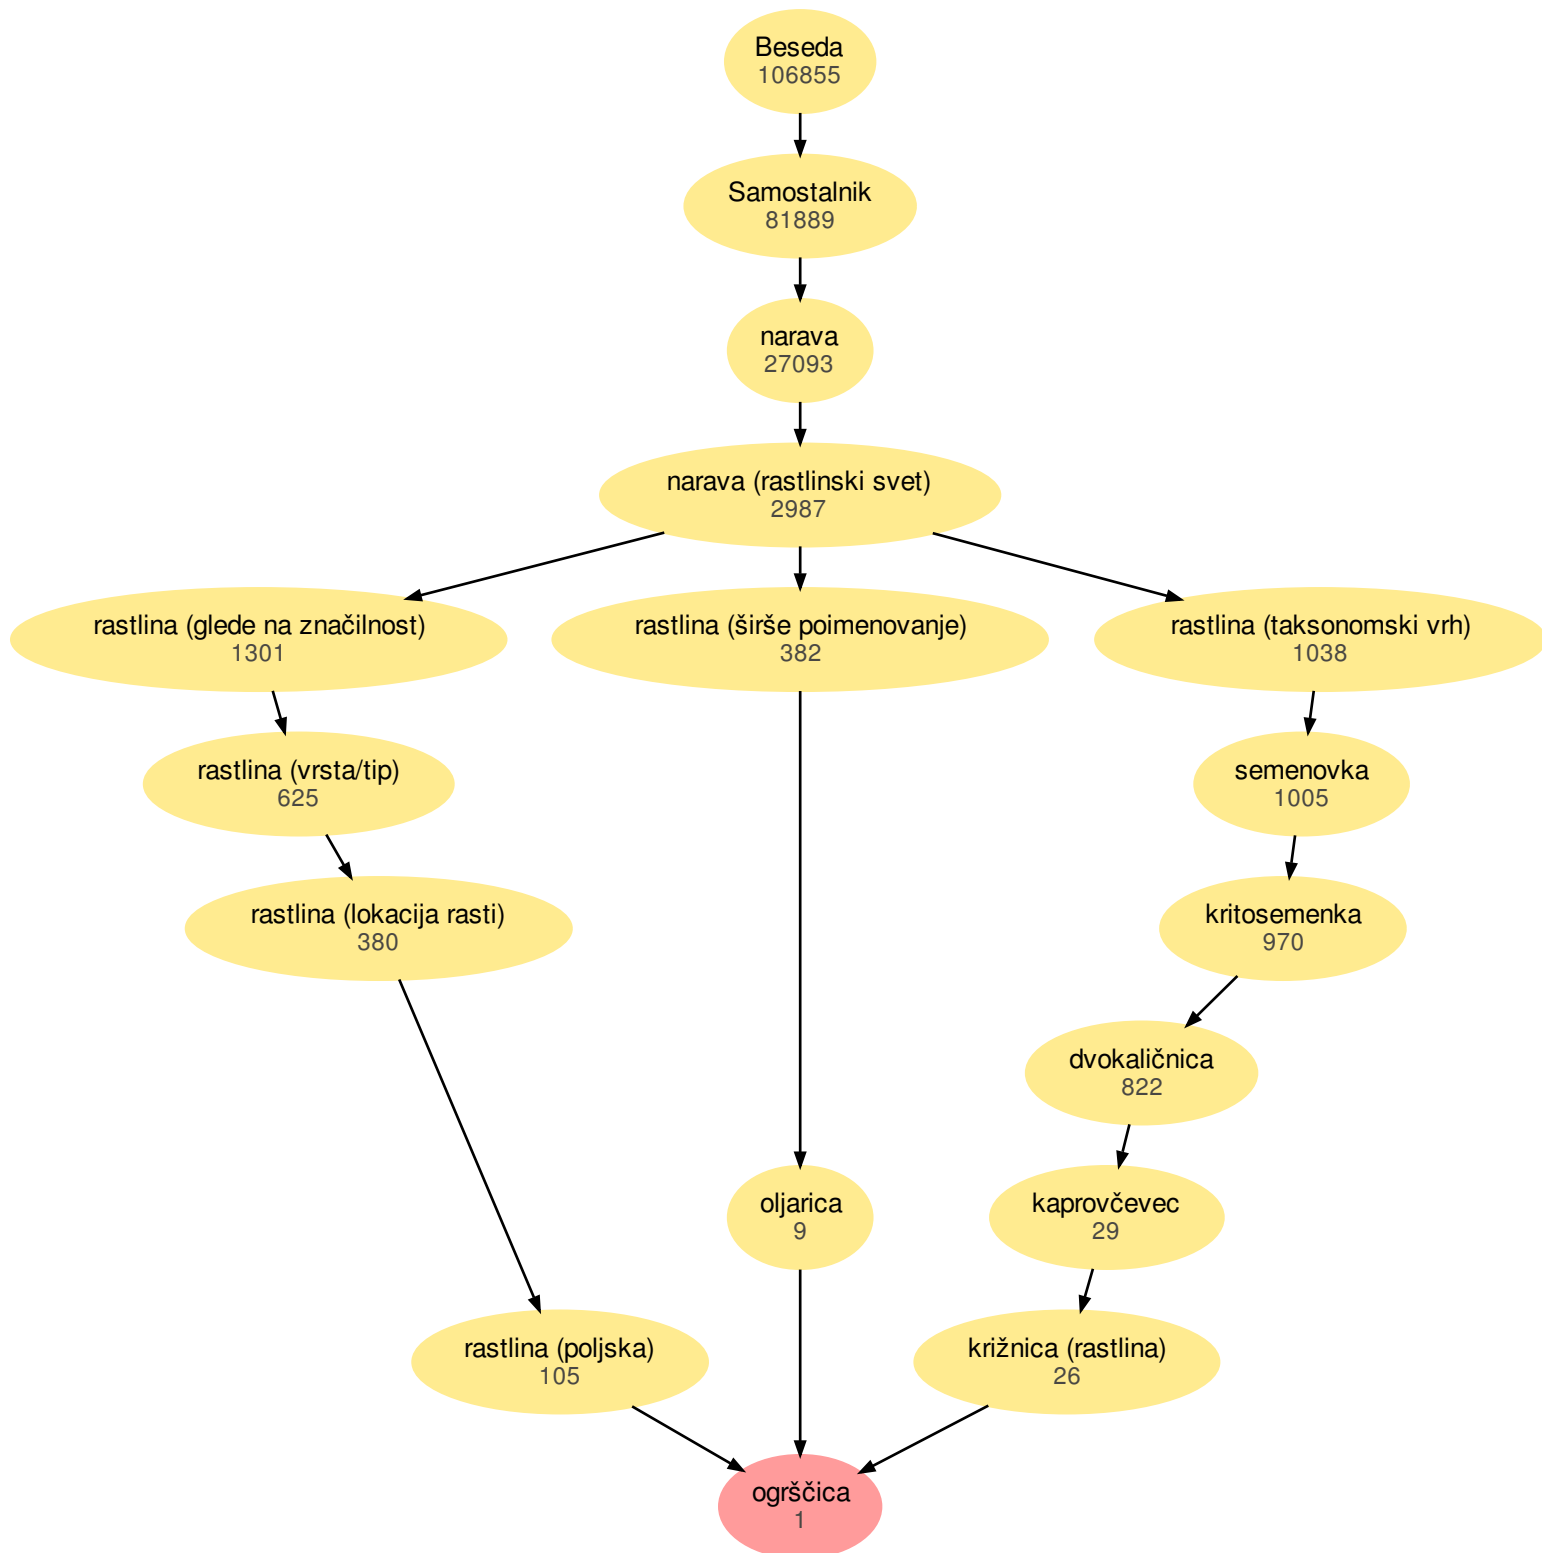 Beseda
106855
Samostalnik
81889
narava
27093
narava (rastlinski svet)
2987
rastlina (glede na značilnost)
1301
rastlina (širše poimenovanje)
382
rastlina (taksonomski vrh)
1038
rastlina (vrsta/tip)
625
semenovka
1005
rastlina (lokacija rasti)
380
kritosemenka
970
dvokaličnica
822
oljarica
9
kaprovčevec
29
rastlina (poljska)
105
križnica (rastlina)
26
ogrščica
1